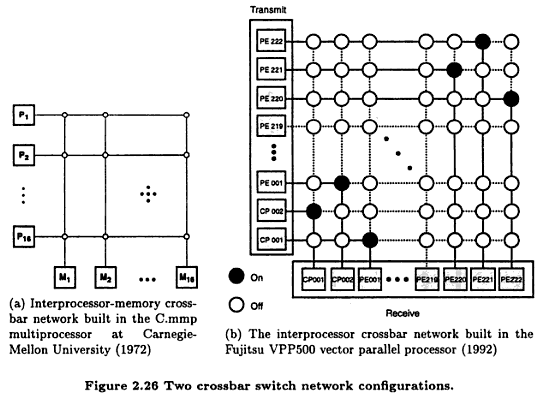 Transmit
PE 222
PE 221
PE 220
PE 219
PE 001
CP 002
CP 001
P1
P2
P16
M1 M2 M16
CP001 CP002 PE001 PE219 PE220 PE221 PE222
Receive
On
Off
(a) Interprocessor-memory cross-
bar network built in the C.mmp
multiprocessor at Carnegie-
Mellon University (1972)
(b) The interprocessor crossbar network built in the
Fujitsu VPP500 vector parallel processor (1992)
Figure 2.26 Two crossbar switch network configurations.